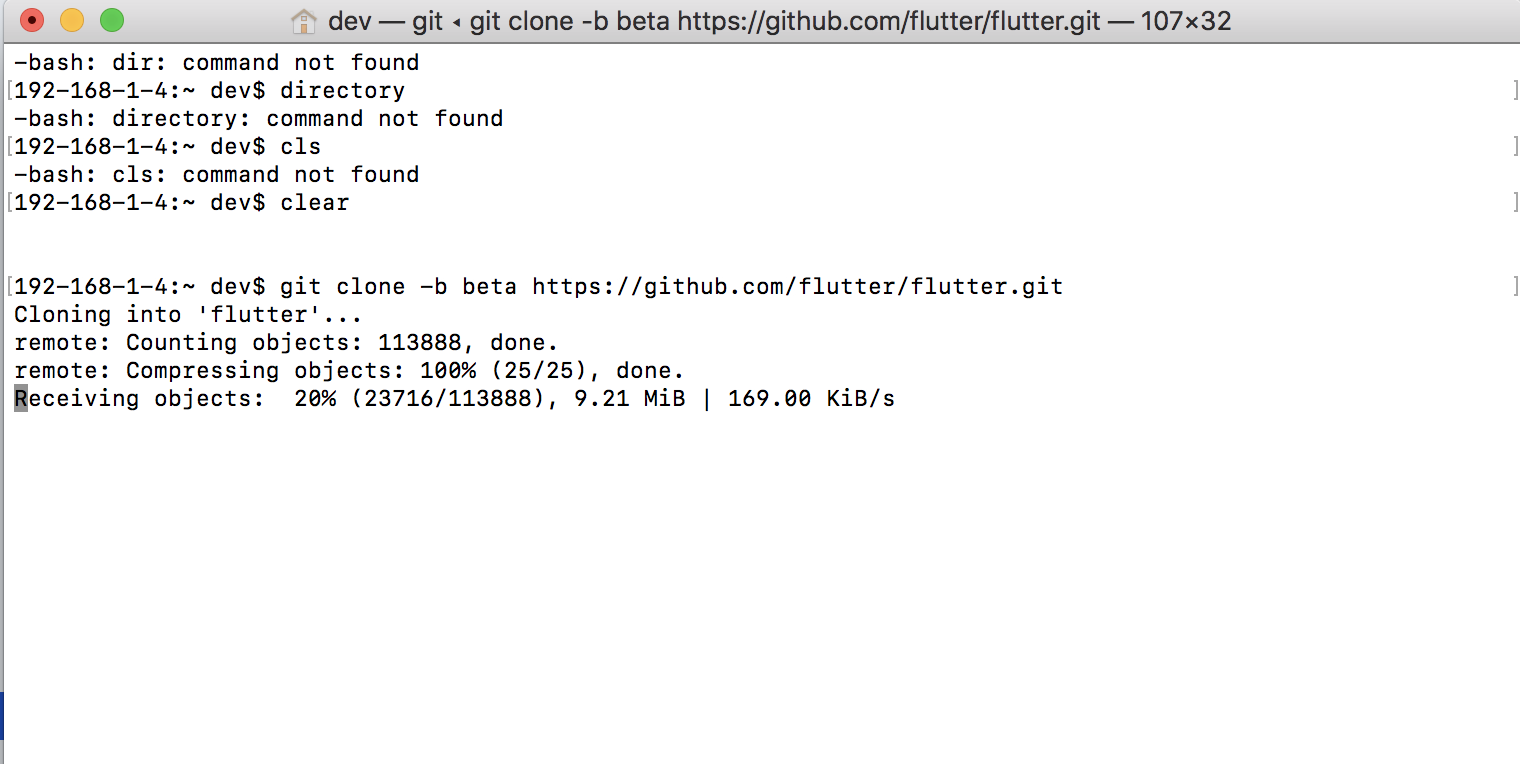 dev — git ◂ git clone -b beta https://github.com/flutter/flutter.git — 107×32
-bash: dir: command not found
[192-168-1-4:~ dev$ directory ]
-bash: directory: command not found
[192-168-1-4:~ dev$ cls ]
-bash: cls: command not found
[192-168-1-4:~ dev$ clear ]
[192-168-1-4:~ dev$ git clone -b beta https://github.com/flutter/flutter.git ]
Cloning into 'flutter'...
remote: Counting objects: 113888, done.
remote: Compressing objects: 100% (25/25), done.
Receiving objects:  20% (23716/113888), 9.21 MiB | 169.00 KiB/s